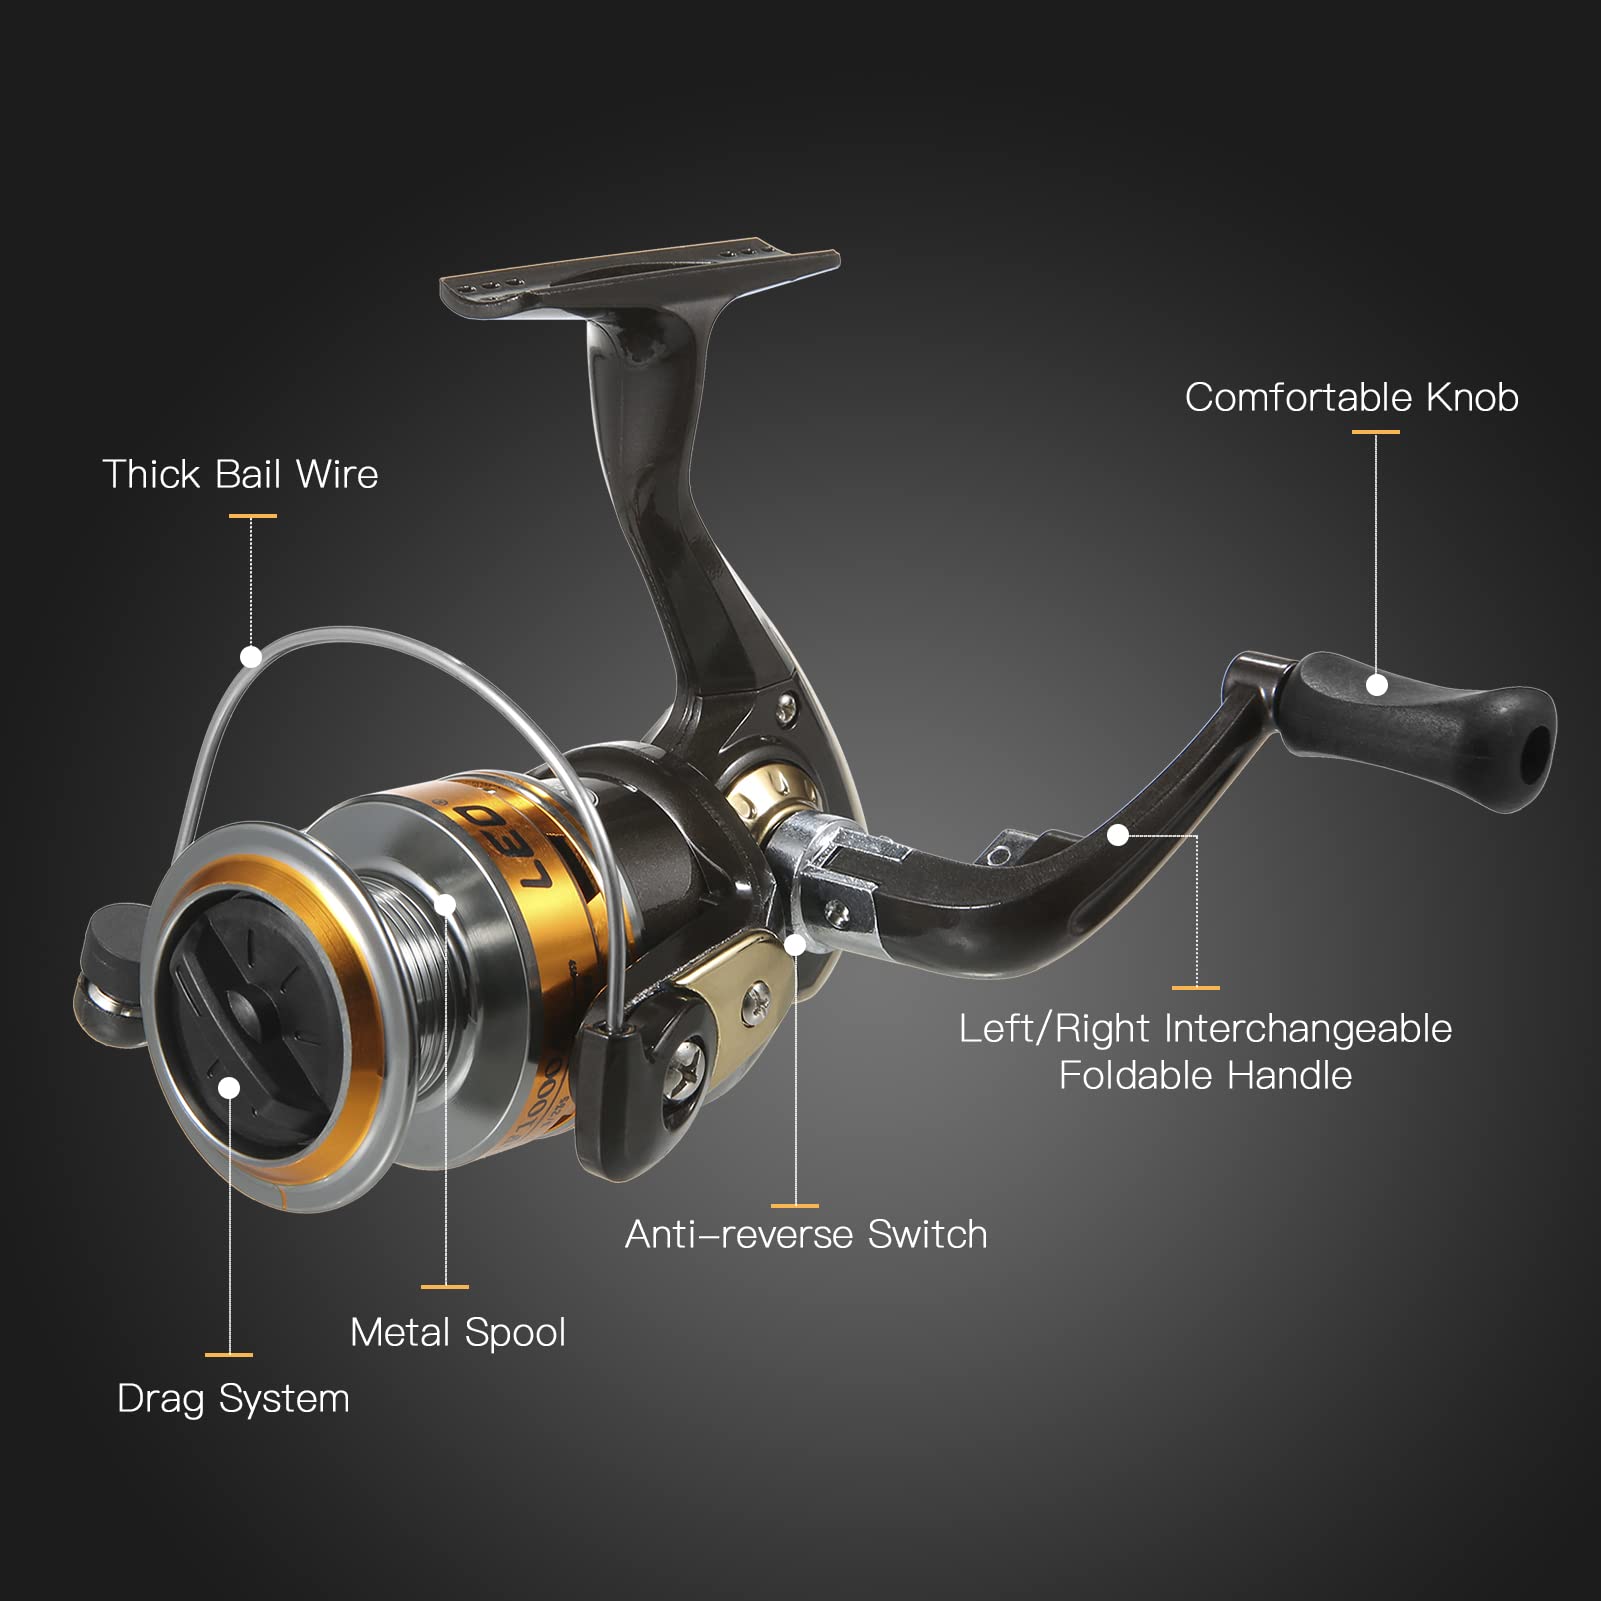 Comfortable Knob
Thick Bail Wire
LEO
®
Left/Right Interchangeable
Foldable Handle
Anti-reverse Switch
Metal Spool
Drag System